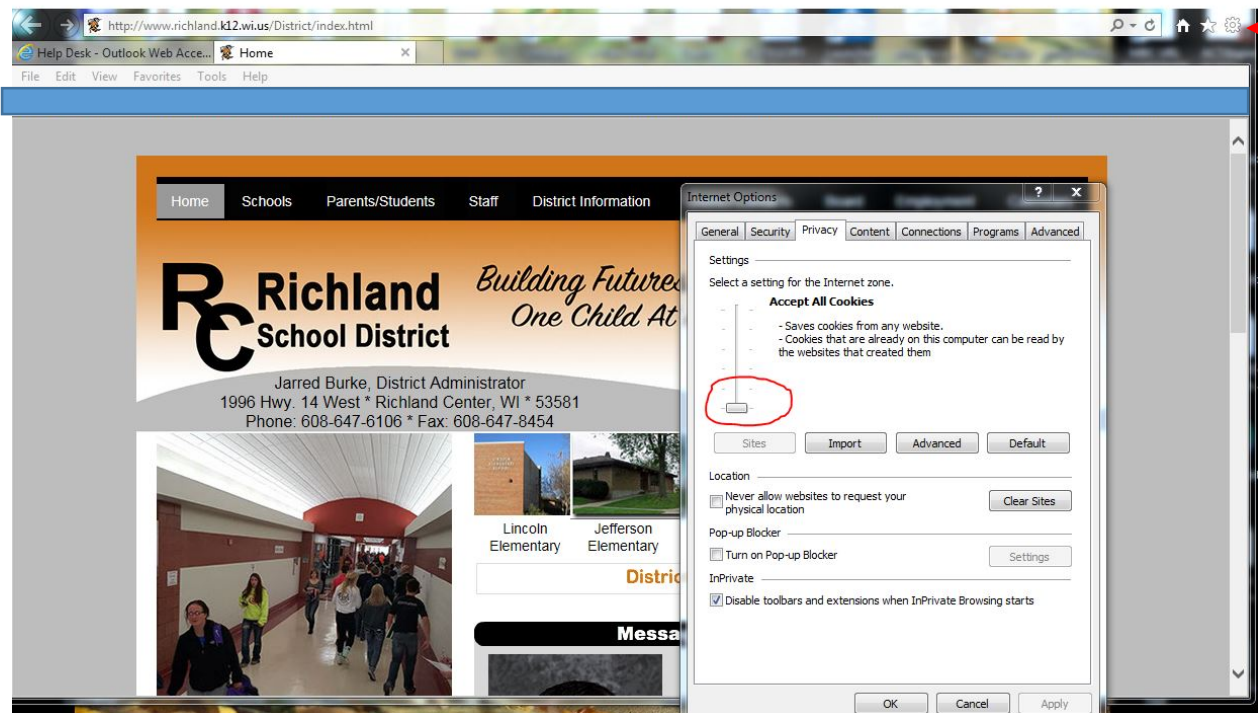 http://www.richland.k12.wi.us/District/index.html
Help Desk - Outlook Web Acce...
Home
File Edit View Favorites Tools Help
Home Schools Parents/Students Staff District Information
RC Richland
School District
Building Futures
One Child At
Jarred Burke, District Administrator
1996 Hwy. 14 West * Richland Center, WI * 53581
Phone: 608-647-6106 * Fax: 608-647-8454
Lincoln
Elementary
Jefferson
Elementary
Distric
Messa
Internet Options
General Security Privacy Content Connections Programs Advanced
Settings
Select a setting for the Internet zone.
Accept All Cookies
- Saves cookies from any website.
- Cookies that are already on this computer can be read by
the websites that created them
Sites Import Advanced Default
Location
Never allow websites to request your
physical location
Clear Sites
Pop-up Blocker
Turn on Pop-up Blocker
Settings
InPrivate
Disable toolbars and extensions when InPrivate Browsing starts
OK Cancel Apply